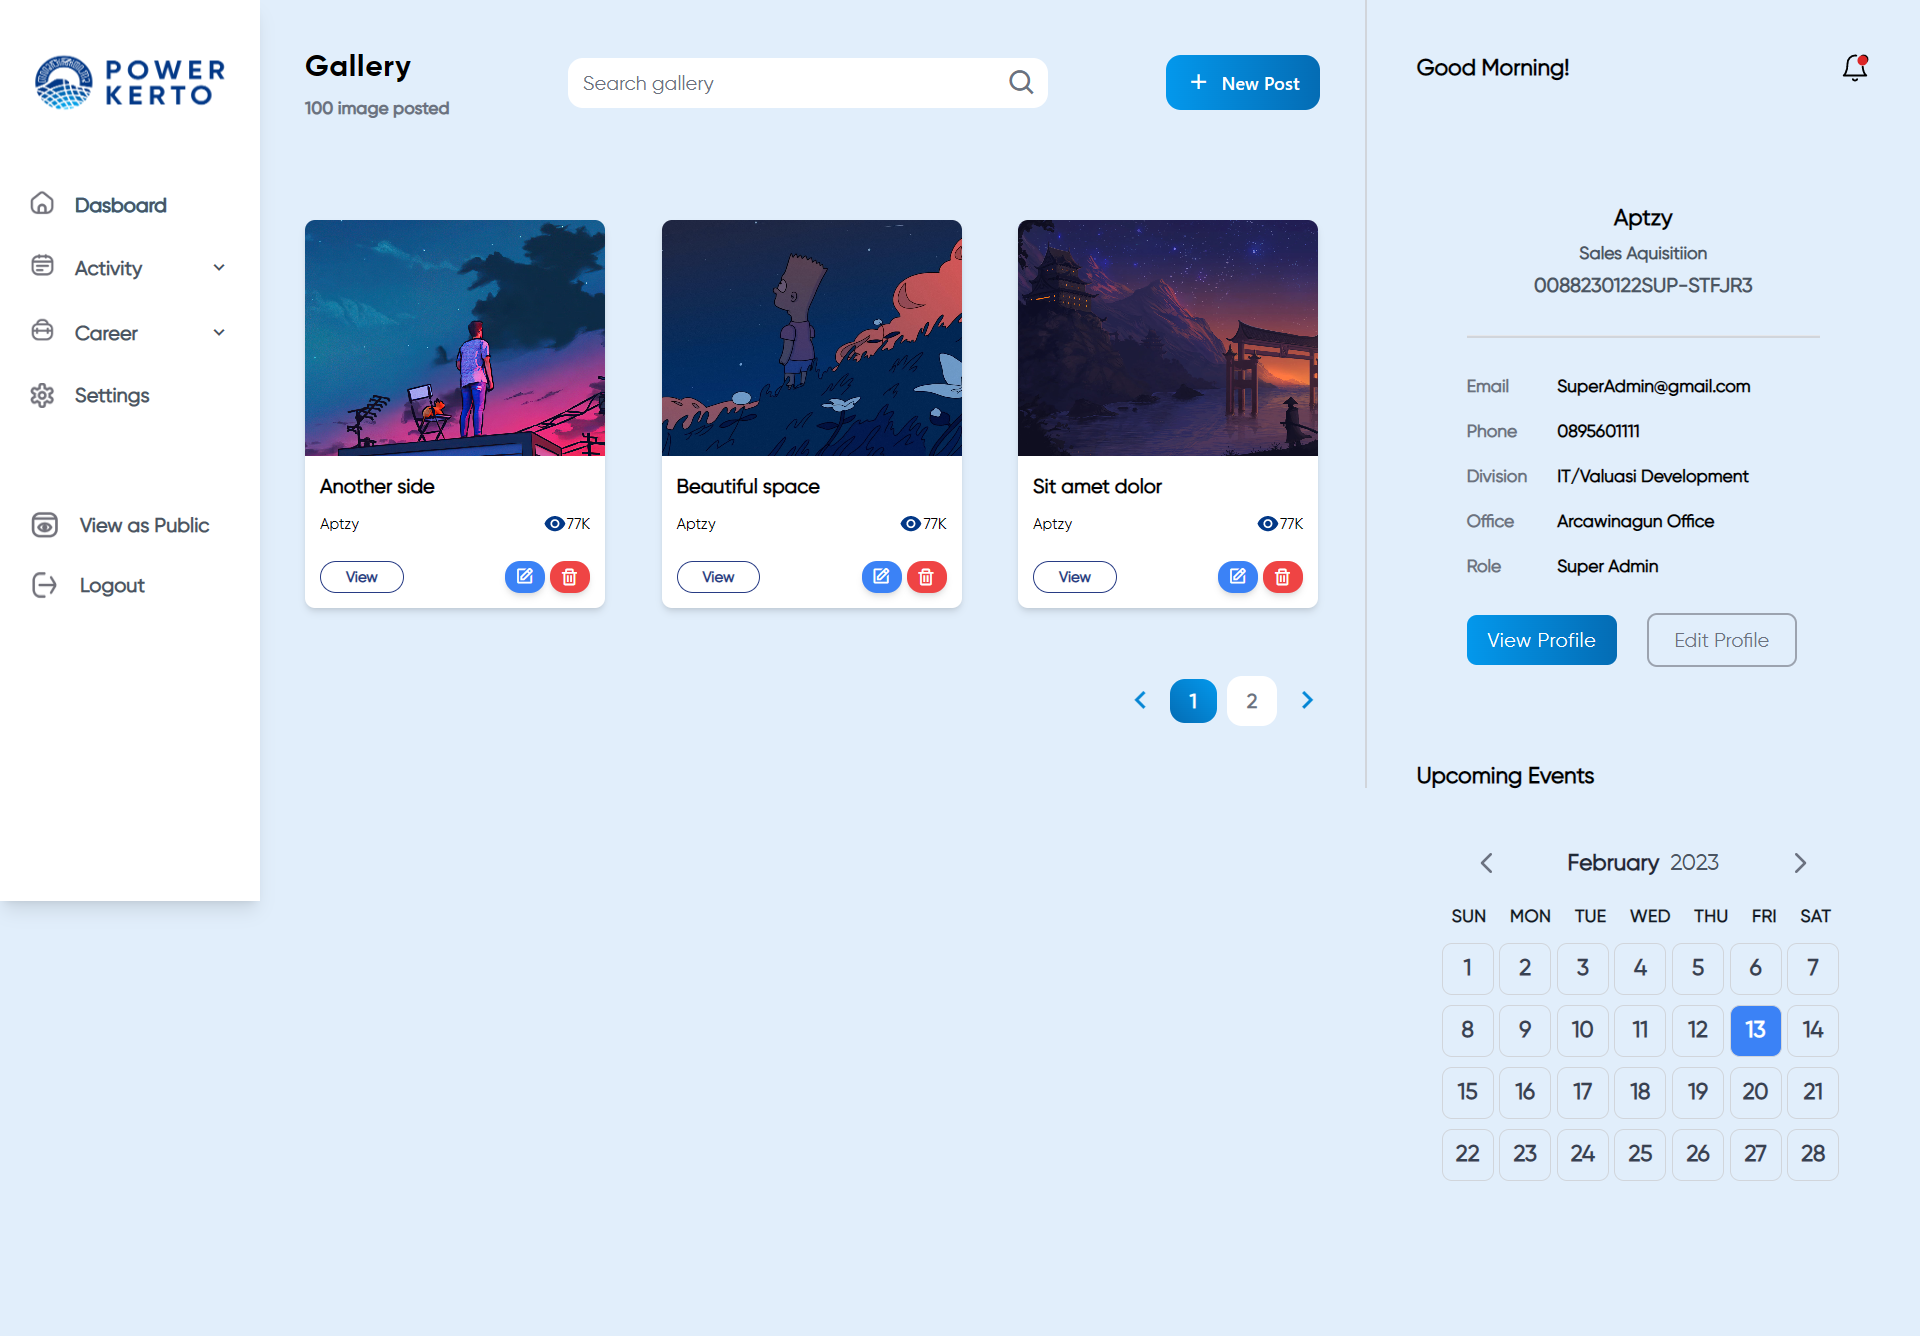 POWER
KERTO
Dasboard
Activity
Career
Settings
View as Public
Logout
Gallery
100 image posted
Search gallery
+ New Post
Another side
Aptzy
77K
View
Beautiful space
Aptzy
77K
View
Sit amet dolor
Aptzy
77K
View
1 2
Good Morning!
Aptzy
Sales Aquisitiion
0088230122SUP-STFJR3
Email SuperAdmin@gmail.com
Phone 0895601111
Division IT/Valuasi Development
Office Arcawinagun Office
Role Super Admin
View Profile Edit Profile
Upcoming Events
February 2023
SUN MON TUE WED THU FRI SAT
1 2 3 4 5 6 7
8 9 10 11 12 13 14
15 16 17 18 19 20 21
22 23 24 25 26 27 28